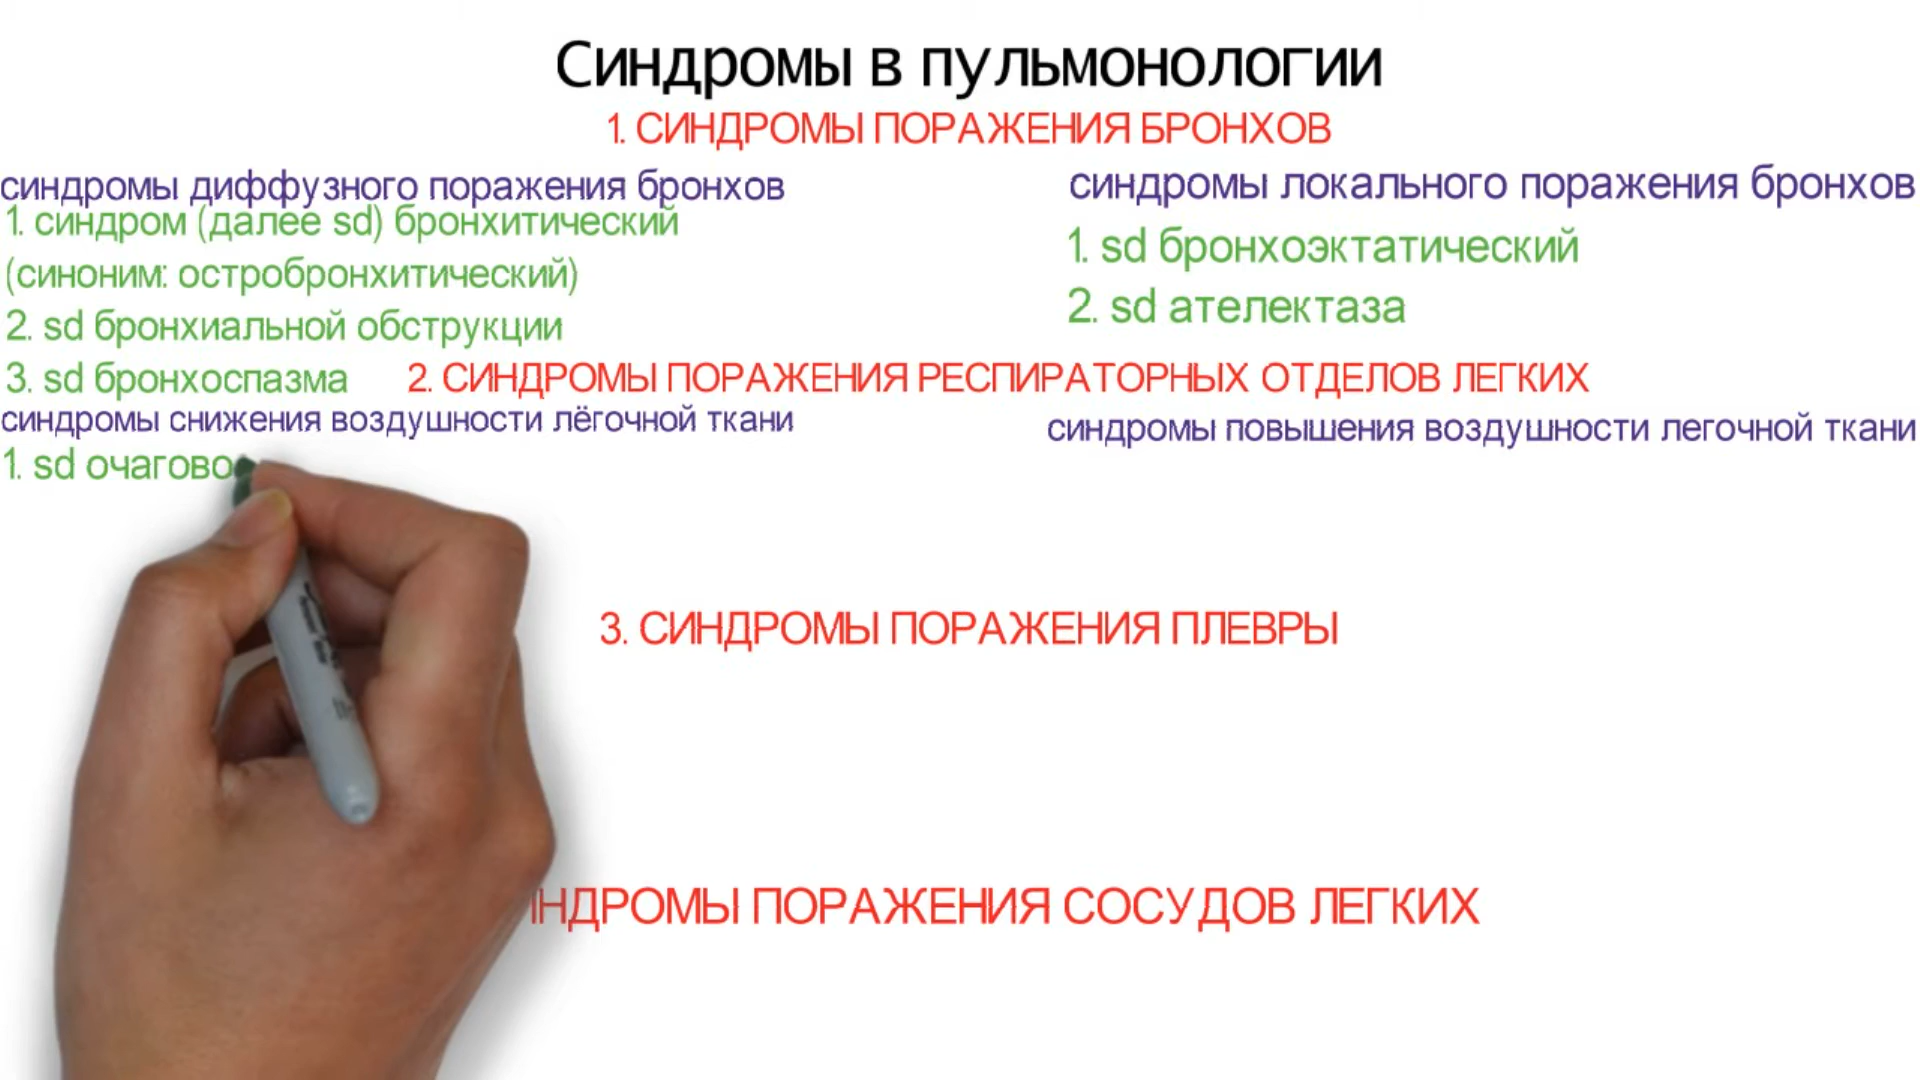 Синдромы в пульмонологии
1. СИНДРОМЫ ПОРАЖЕНИЯ БРОНХОВ
синдромы диффузного поражения бронхов
1. синдром (далее sd) бронхитический
(синоним: остробронхитический)
2. sd бронхиальной обструкции
3. sd бронхоспазма
синдромы локального поражения бронхов
1. sd бронхоэктатический
2. sd ателектаза
2. СИНДРОМЫ ПОРАЖЕНИЯ РЕСПИРАТОРНЫХ ОТДЕЛОВ ЛЕГКИХ
синдромы снижения воздушности лёгочной ткани
1. sd очагово
синдромы повышения воздушности легочной ткани
3. СИНДРОМЫ ПОРАЖЕНИЯ ПЛЕВРЫ
НДРОМЫ ПОРАЖЕНИЯ СОСУДОВ ЛЕГКИХ